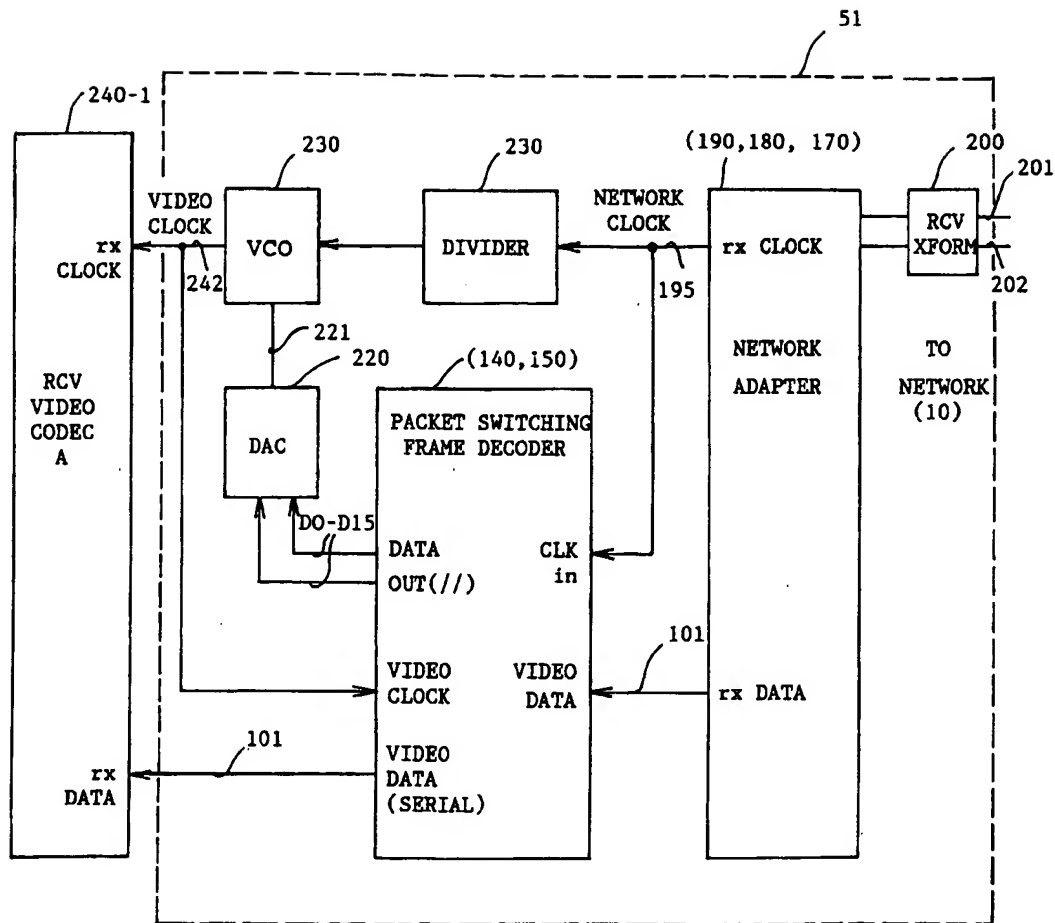 51
240-1
230
230
(190,180, 170)
200
201
VIDEO
CLOCK
NETWORK
CLOCK
RCV
XFORM
rx
CLOCK
VCO
DIVIDER
rx CLOCK
242
195
202
221
220
(140,150)
NETWORK
ADAPTER
TO
NETWORK
(10)
RCV
VIDEO
CODEC
A
DAC
PACKET SWITCHING
FRAME DECODER
DO-D15
DATA
OUT(//)
CLK
in
101
VIDEO
CLOCK
VIDEO
DATA
rx DATA
101
VIDEO
DATA
(SERIAL)
rx
DATA